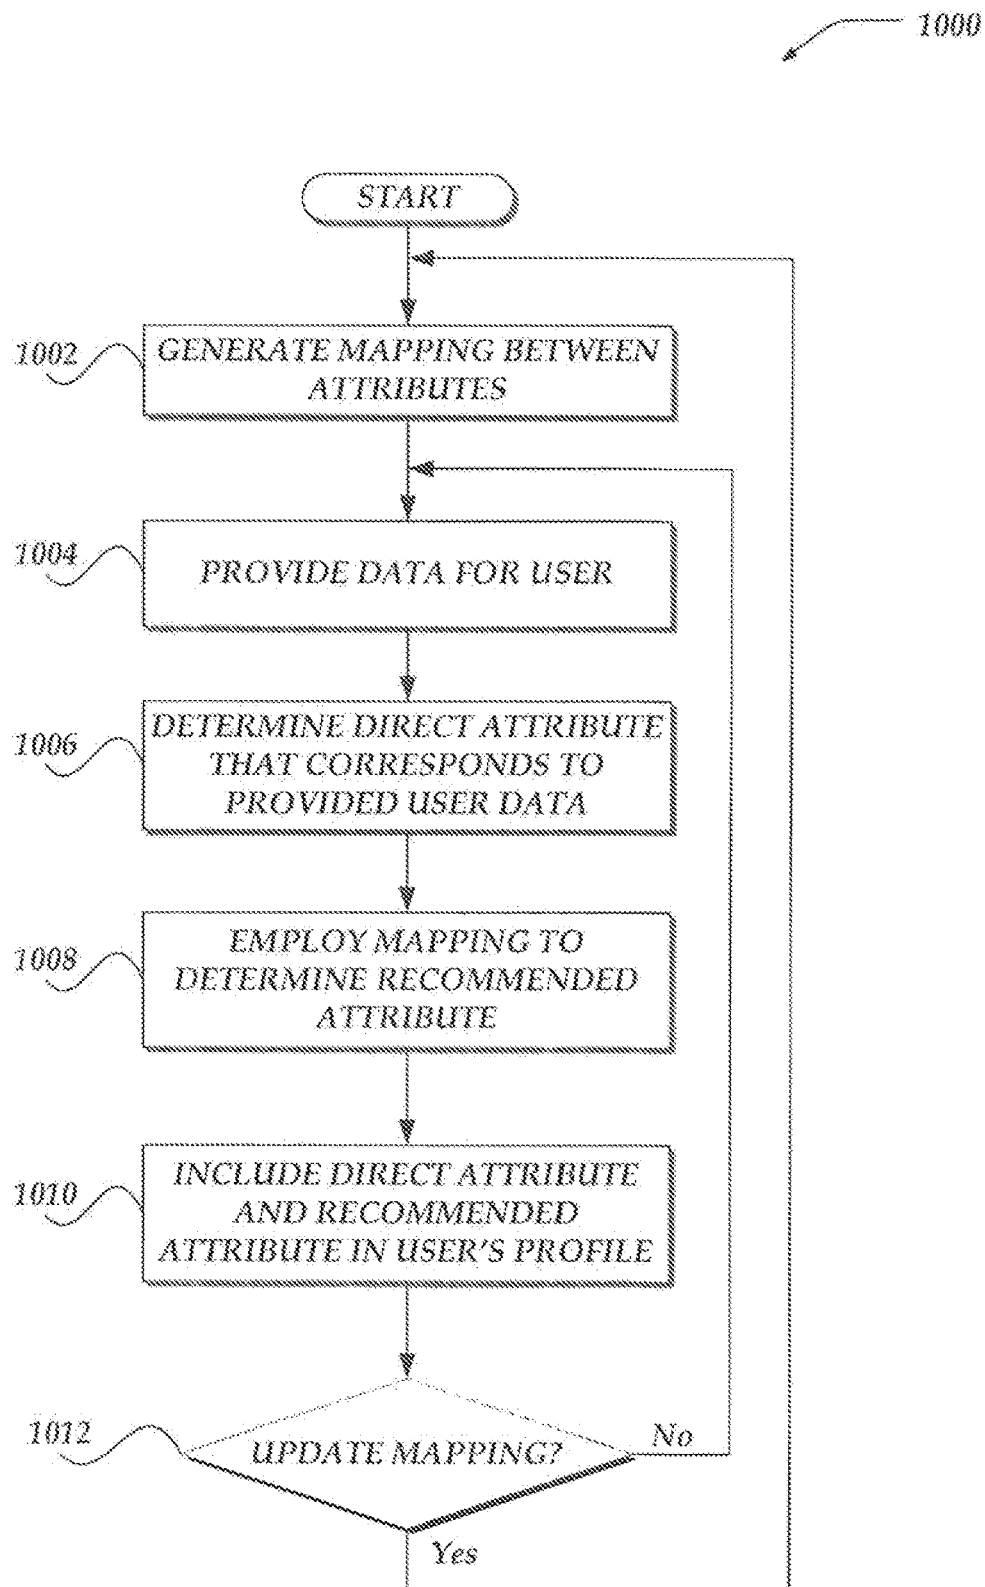 1000
START
1002
GENERATE MAPPING BETWEEN
ATTRIBUTES
1004
PROVIDE DATA FOR USER
1006
DETERMINE DIRECT ATTRIBUTE
THAT CORRESPONDS TO
PROVIDED USER DATA
1008
EMPLOY MAPPING TO
DETERMINE RECOMMENDED
ATTRIBUTE
1010
INCLUDE DIRECT ATTRIBUTE
AND RECOMMENDED
ATTRIBUTE IN USER'S PROFILE
1012
UPDATE MAPPING?
No
Yes